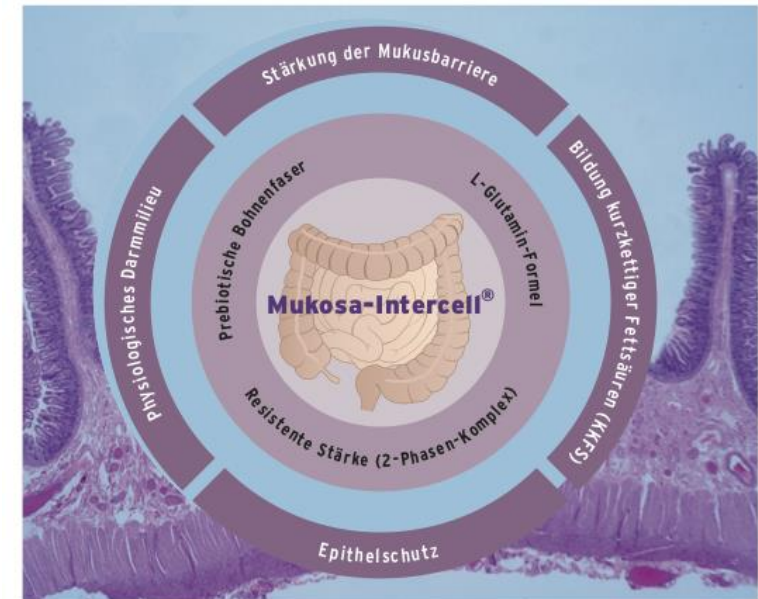 Stärkung der Mukusbarriere
Bildung kurzkettiger Fettsäuren (KKFS)
Epithelschutz
Physiologisches Darmmilieu
Prebiotische Bohnenfaser
L-Glutamin-Formel
Resistente Stärke (2-Phasen-Komplex)
Mukosa-Intercell®